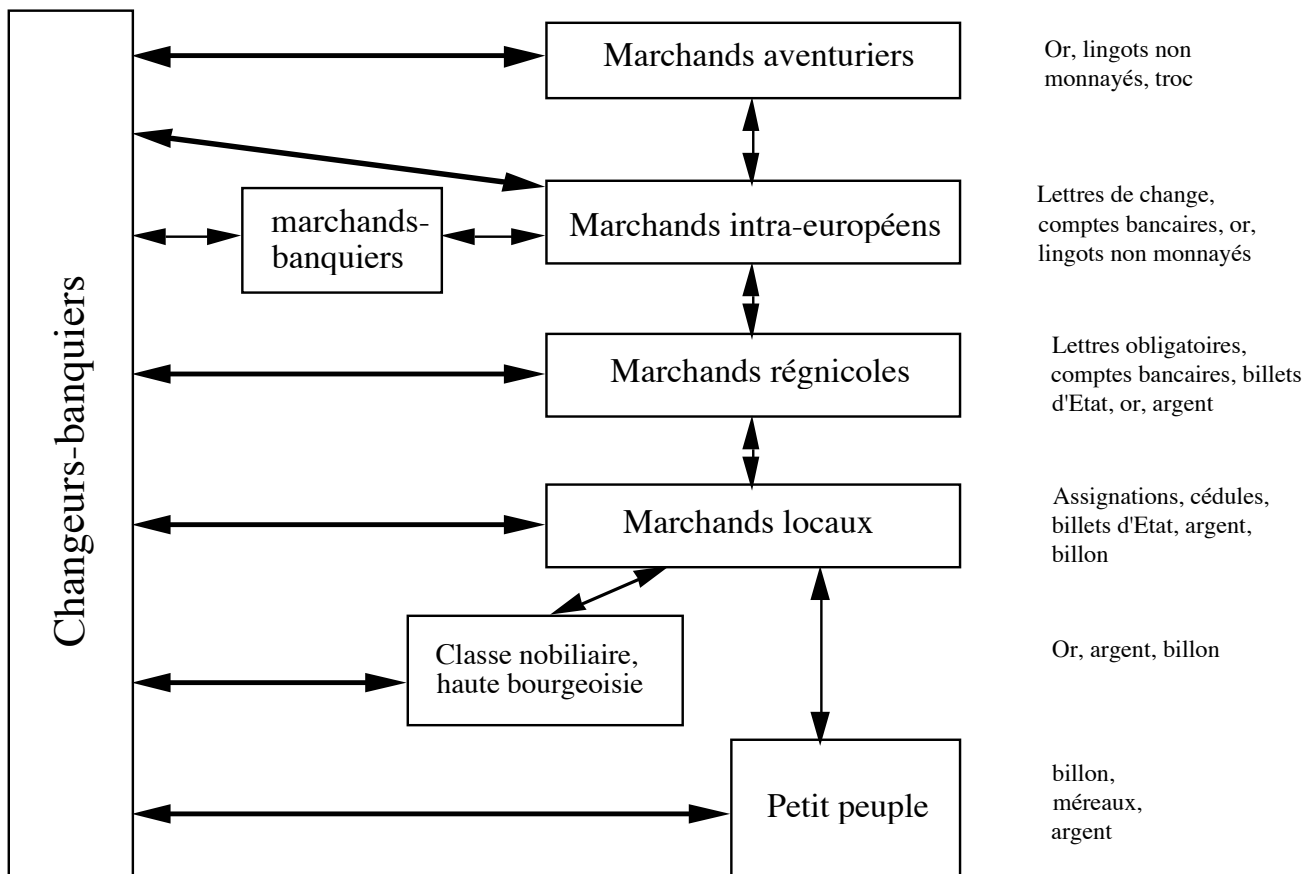 Changeurs-banquiers
Marchands aventuriers
Or, lingots non
monnayés, troc
marchands-
banquiers
Marchands intra-européens
Lettres de change,
comptes bancaires, or,
lingots non monnayés
Marchands régnicoles
Lettres obligatoires,
comptes bancaires, billets
d'Etat, or, argent
Marchands locaux
Assignations, cédules,
billets d'Etat, argent,
billon
Classe nobiliaire,
haute bourgeoisie
Or, argent, billon
Petit peuple
billon,
méreaux,
argent